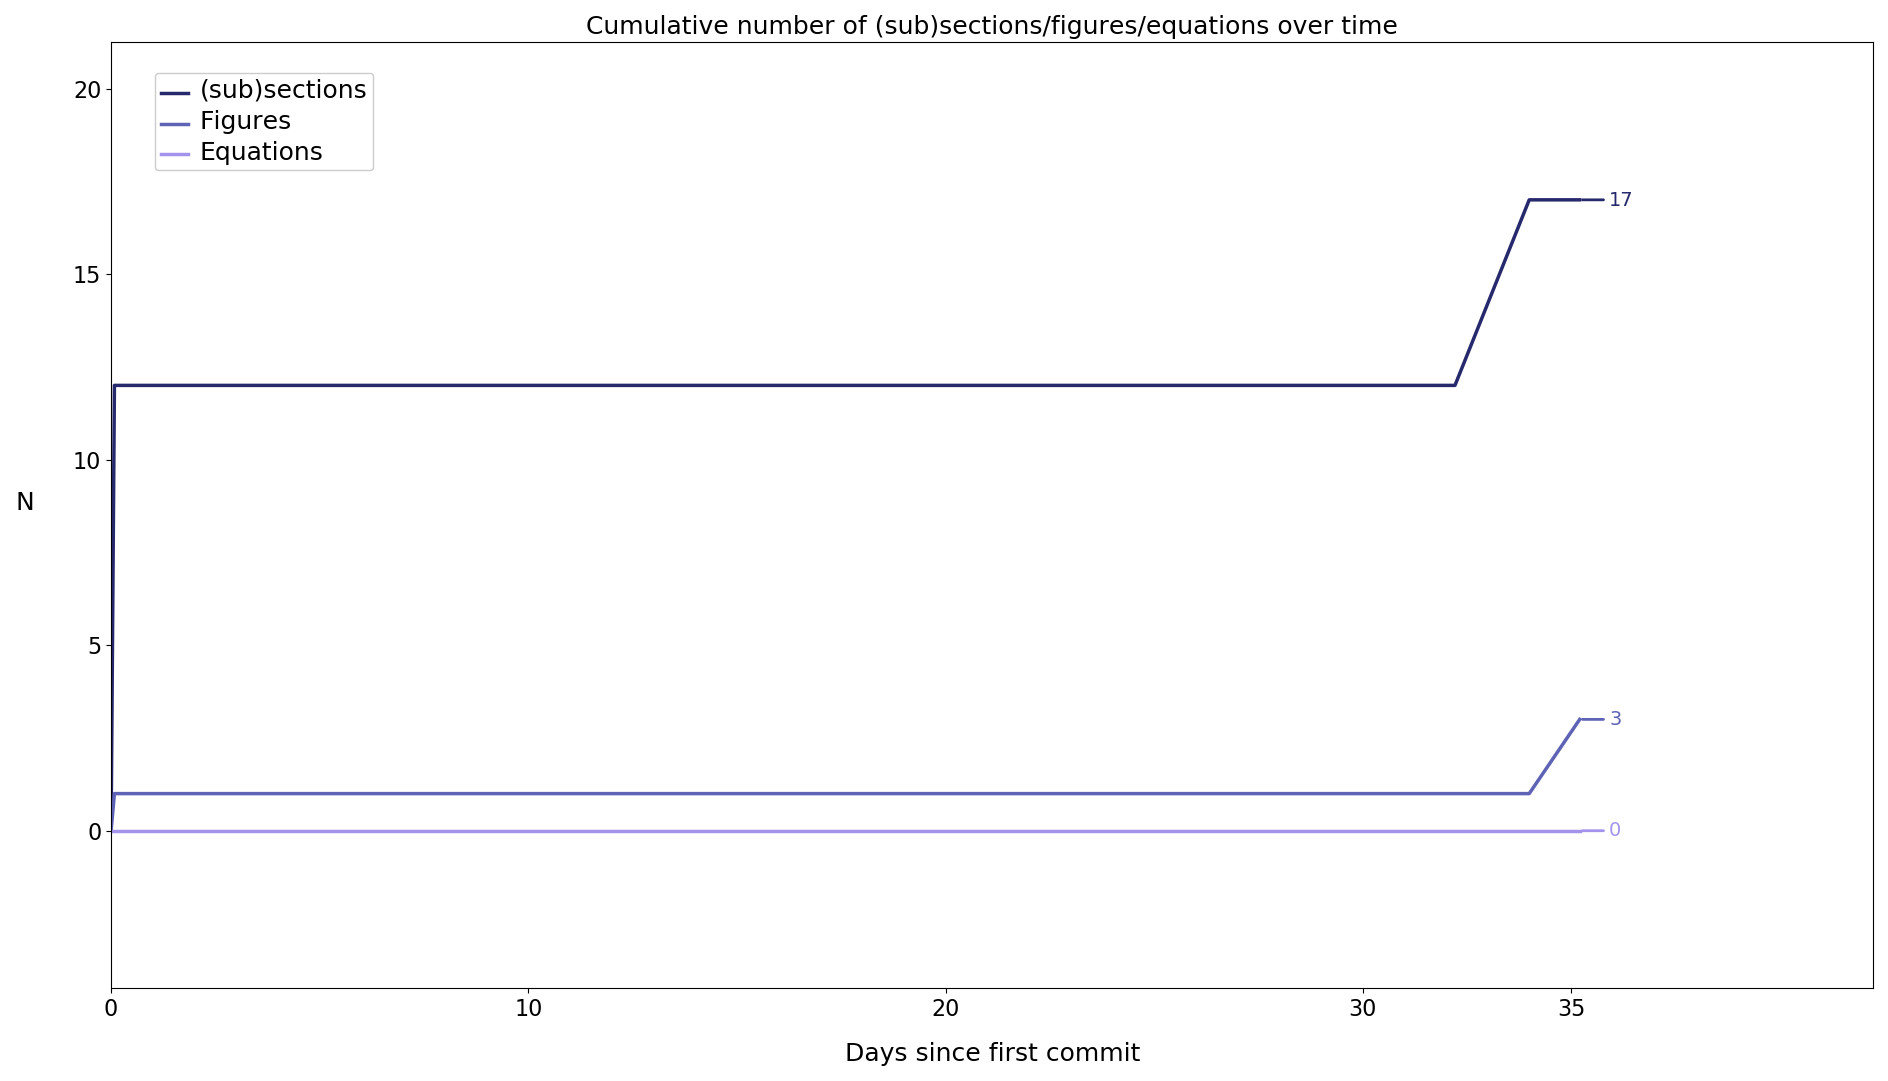 Cumulative number of (sub)sections/figures/equations over time
(sub)sections
Figures
Equations
20
15
10
5
0
N
17
3
0
0
10
20
30
35
Days since first commit